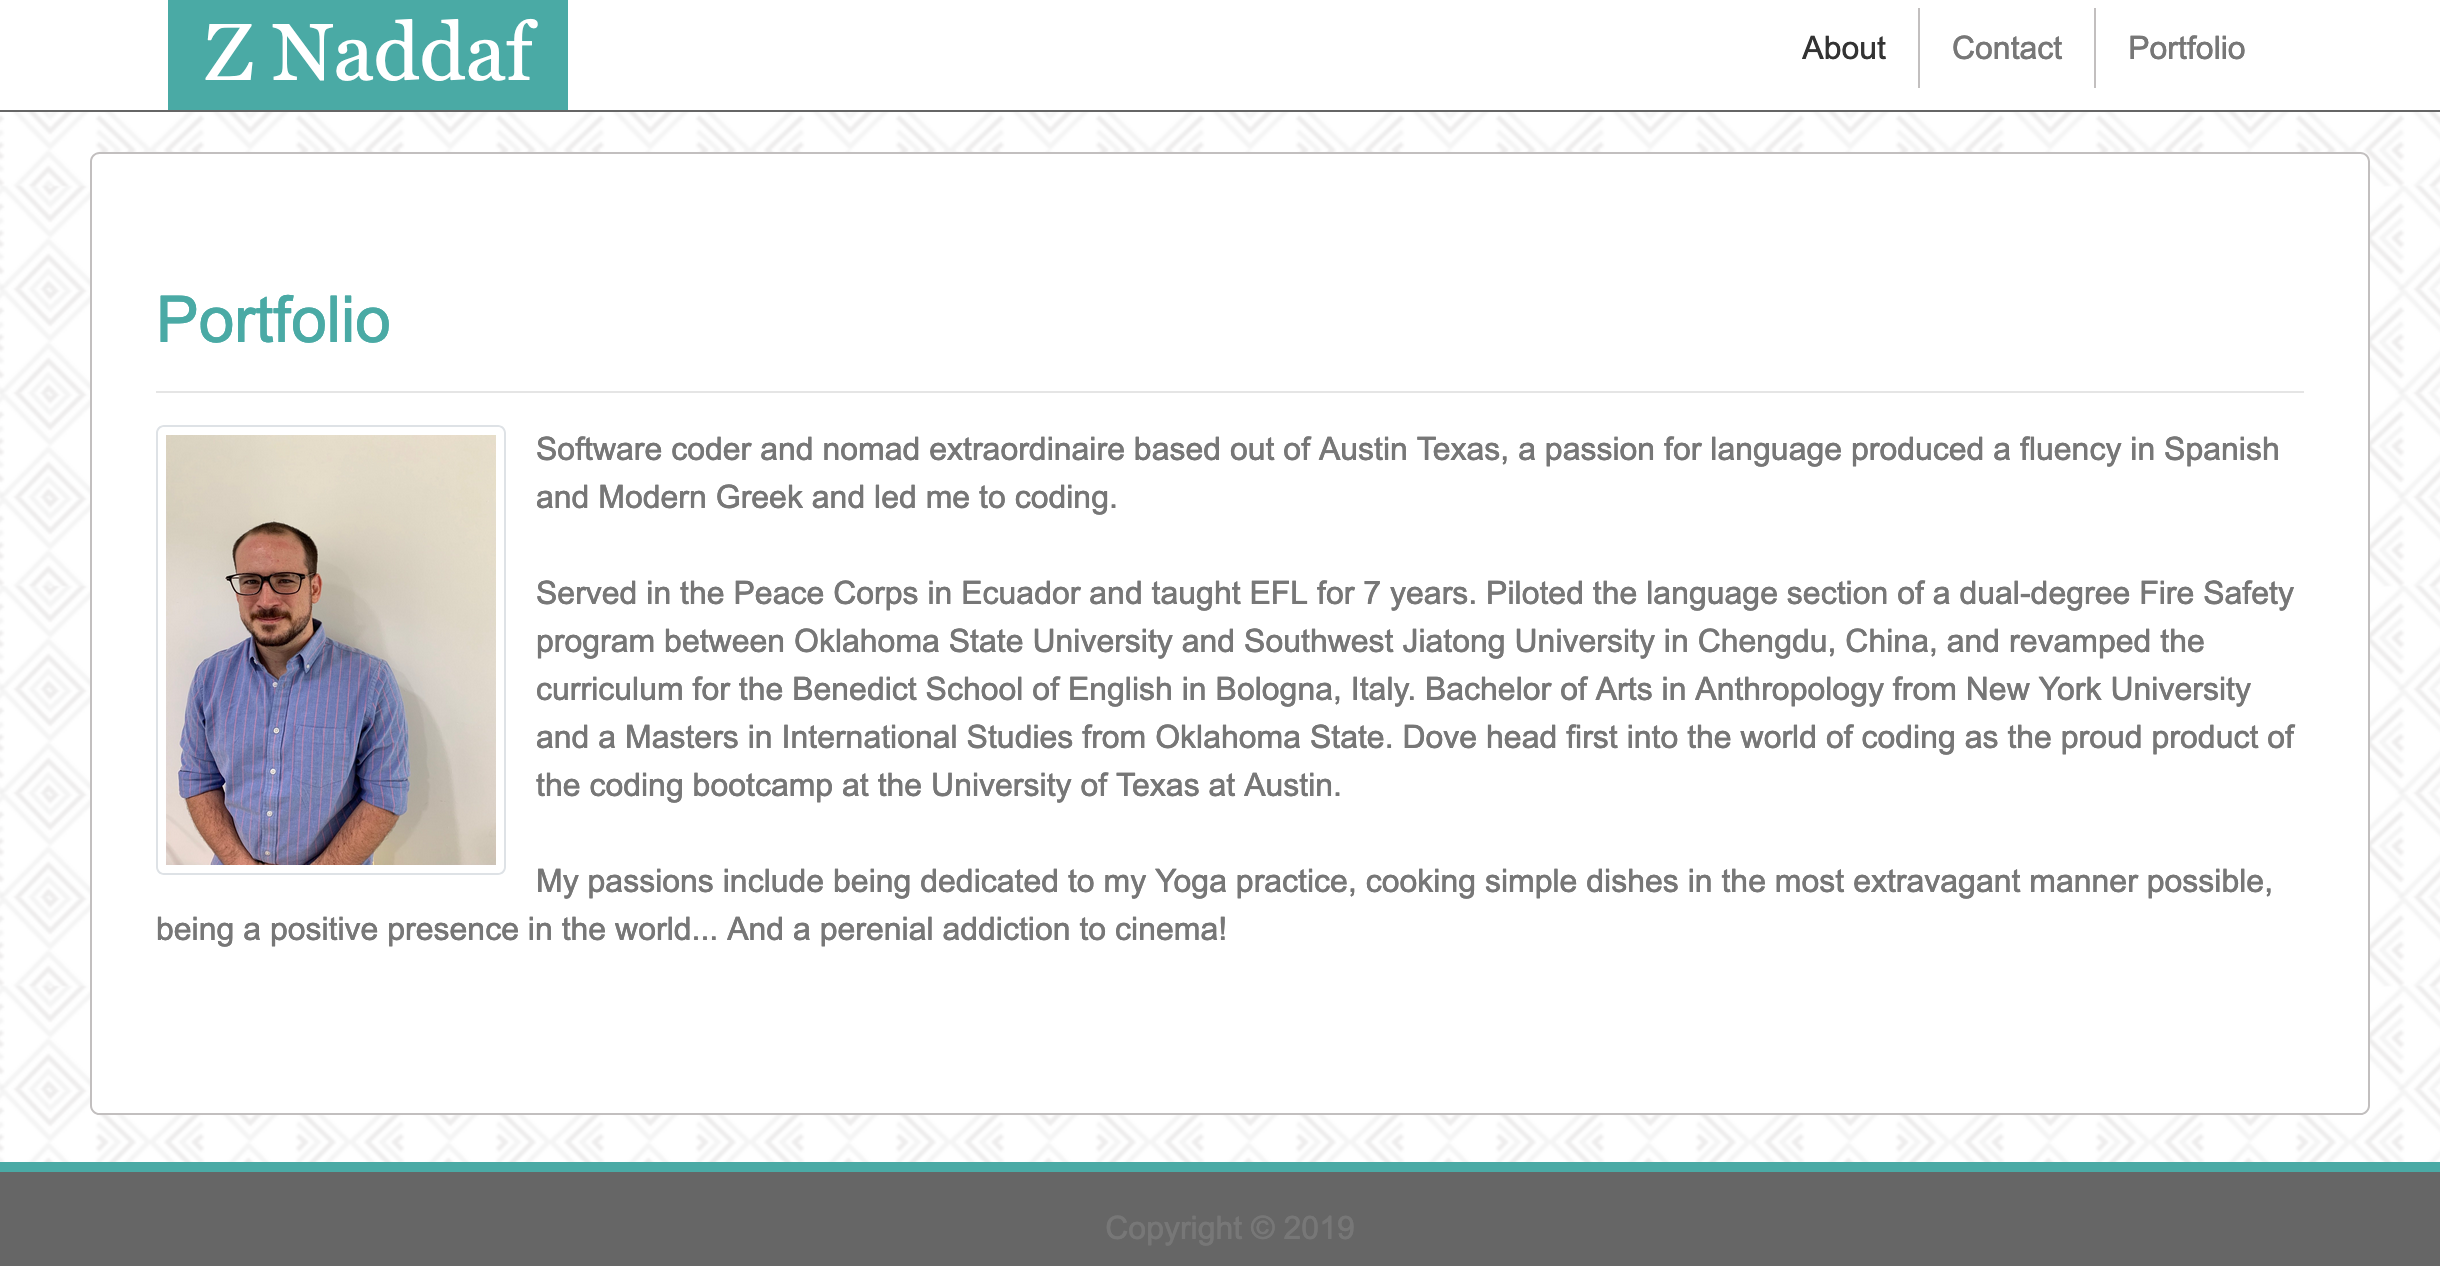 Z Naddaf
About
Contact
Portfolio
Portfolio
Software coder and nomad extraordinaire based out of Austin Texas, a passion for language produced a fluency in Spanish
and Modern Greek and led me to coding.
Served in the Peace Corps in Ecuador and taught EFL for 7 years. Piloted the language section of a dual-degree Fire Safety
program between Oklahoma State University and Southwest Jiatong University in Chengdu, China, and revamped the
curriculum for the Benedict School of English in Bologna, Italy. Bachelor of Arts in Anthropology from New York University
and a Masters in International Studies from Oklahoma State. Dove head first into the world of coding as the proud product of
the coding bootcamp at the University of Texas at Austin.
My passions include being dedicated to my Yoga practice, cooking simple dishes in the most extravagant manner possible,
being a positive presence in the world... And a perenial addiction to cinema!
Copyright © 2019